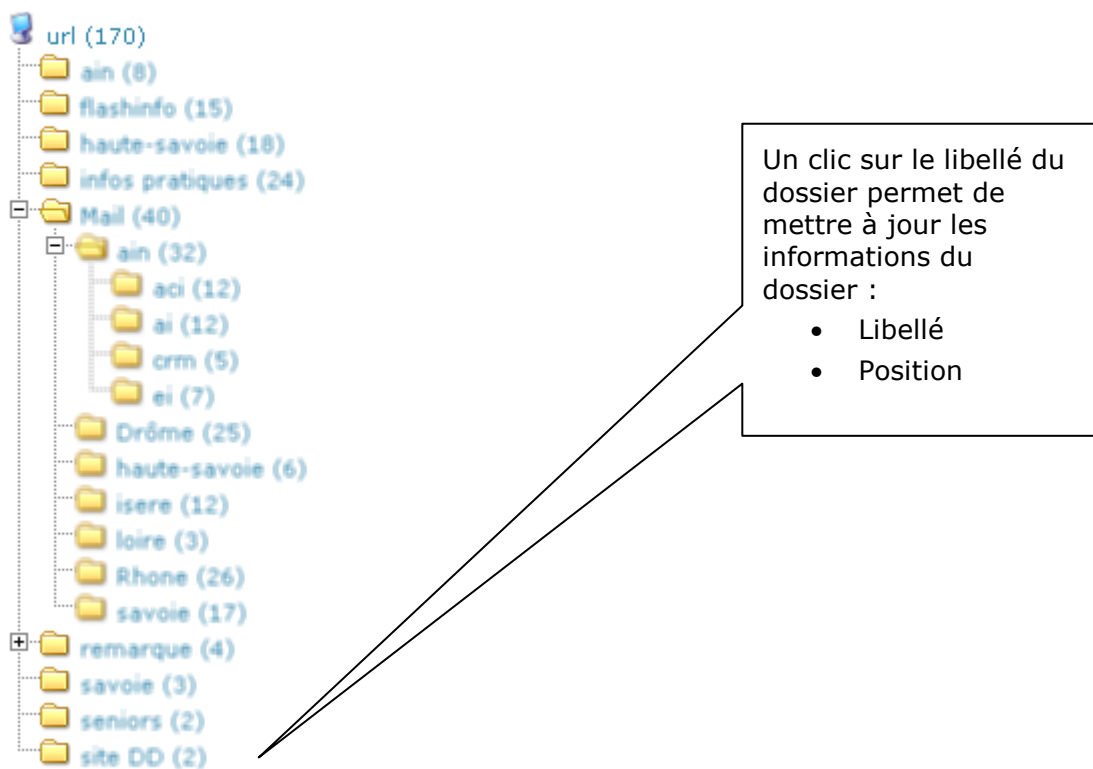 url (170)
ain (8)
flashinfo (15)
haute-savoie (18)
infos pratiques (24)
Mail (40)
ain (32)
aci (12)
ai (12)
crm (5)
ei (7)
Drôme (25)
haute-savoie (6)
isere (12)
loire (3)
Rhone (26)
savoie (17)
remarque (4)
savoie (3)
seniors (2)
site DD (2)
Un clic sur le libellé du
dossier permet de
mettre à jour les
informations du
dossier :
• Libellé
• Position